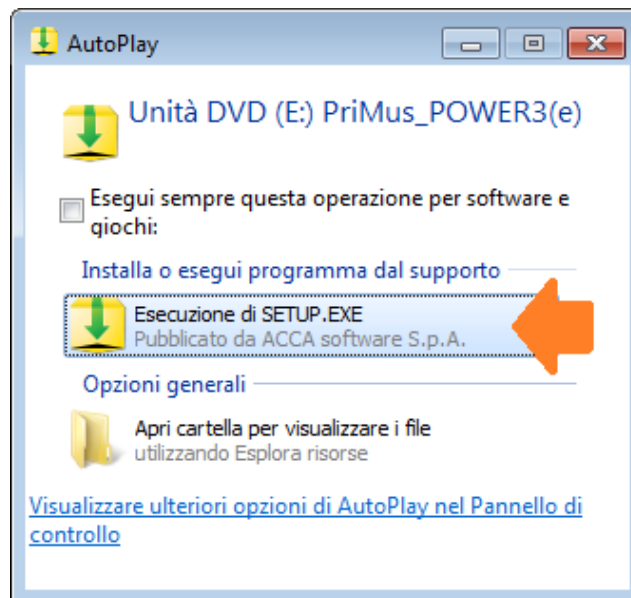 AutoPlay
Unità DVD (E:) PriMus_POWER3(e)
Esegui sempre questa operazione per software e
giochi:
Installa o esegui programma dal supporto
Esecuzione di SETUP.EXE
Pubblicato da ACCA software S.p.A.
Opzioni generali
Apri cartella per visualizzare i file
utilizzando Esplora risorse
Visualizzare ulteriori opzioni di AutoPlay nel Pannello di
controllo